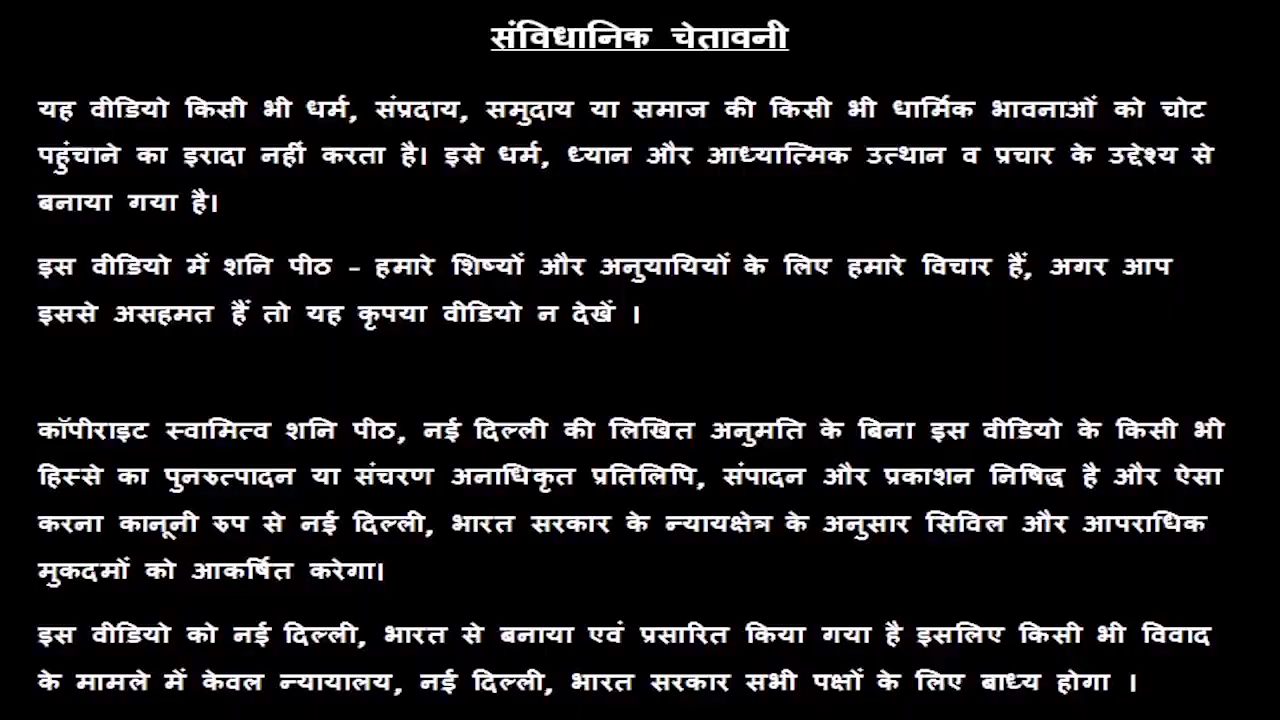 संविधानिक चेतावनी
यह वीडियो किसी भी धर्म, संप्रदाय, समुदाय या समाज की किसी भी धार्मिक भावनाओं को चोट
पहुंचाने का इरादा नहीं करता है। इसे धर्म, ध्यान और आध्यात्मिक उत्थान व प्रचार के उद्देश्य से
बनाया गया है।
इस वीडियो में शनि पीठ – हमारे शिष्यों और अनुयायियों के लिए हमारे विचार हैं, अगर आप
इससे असहमत हैं तो यह कृपया वीडियो न देखें ।
कॉपीराइट स्वामित्व शनि पीठ, नई दिल्ली की लिखित अनुमति के बिना इस वीडियो के किसी भी
हिस्से का पुनरुत्पादन या संचरण अनाधिकृत प्रतिलिपि, संपादन और प्रकाशन निषिद्ध है और ऐसा
करना कानूनी रुप से नई दिल्ली, भारत सरकार के न्यायक्षेत्र के अनुसार सिविल और आपराधिक
मुकदमों को आकर्षित करेगा।
इस वीडियो को नई दिल्ली, भारत से बनाया एवं प्रसारित किया गया है इसलिए किसी भी विवाद
के मामले में केवल न्यायालय, नई दिल्ली, भारत सरकार सभी पक्षों के लिए बाध्य होगा ।